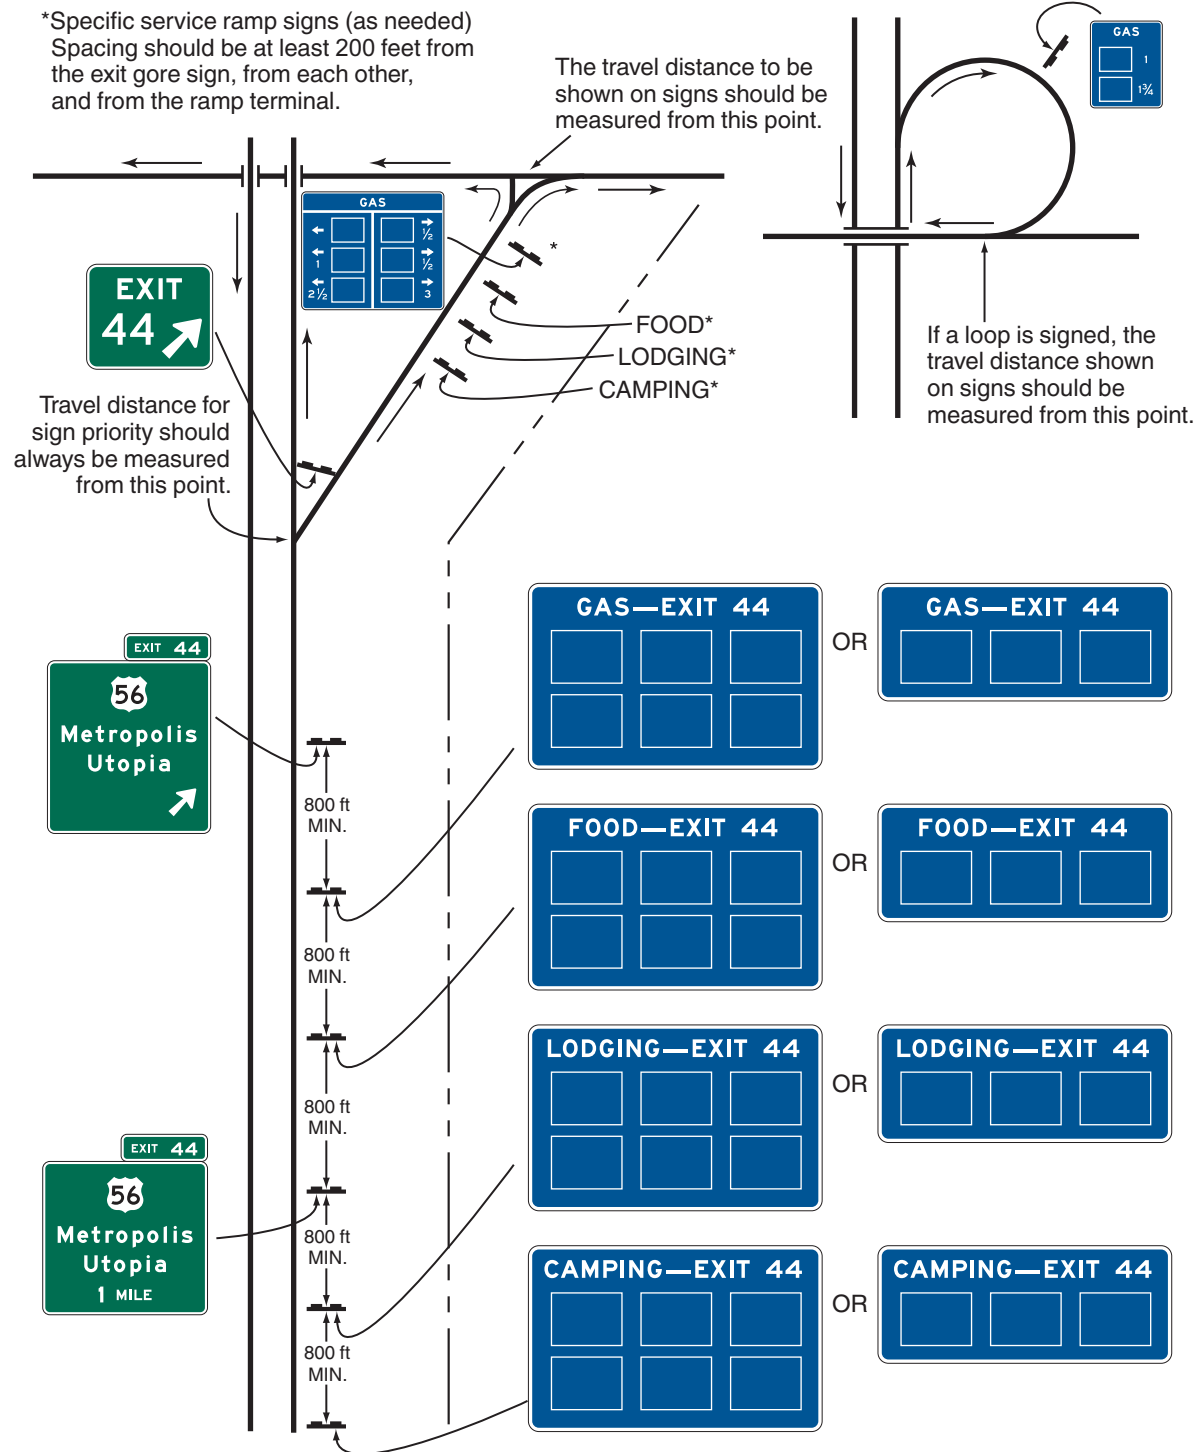 *Specific service ramp signs (as needed)
Spacing should be at least 200 feet from
the exit gore sign, from each other,
and from the ramp terminal.
The travel distance to be
shown on signs should be
measured from this point.
GAS
1
1¾
GAS
½
1
½
2½
3
*
EXIT
44
FOOD*
LODGING*
CAMPING*
If a loop is signed, the
travel distance shown
on signs should be
measured from this point.
Travel distance for
sign priority should
always be measured
from this point.
EXIT 44
56
Metropolis
Utopia
800 ft
MIN.
800 ft
MIN.
800 ft
MIN.
EXIT 44
56
Metropolis
Utopia
1 MILE
800 ft
MIN.
800 ft
MIN.
GAS—EXIT 44
OR
GAS—EXIT 44
FOOD—EXIT 44
OR
FOOD—EXIT 44
LODGING—EXIT 44
OR
LODGING—EXIT 44
CAMPING—EXIT 44
OR
CAMPING—EXIT 44